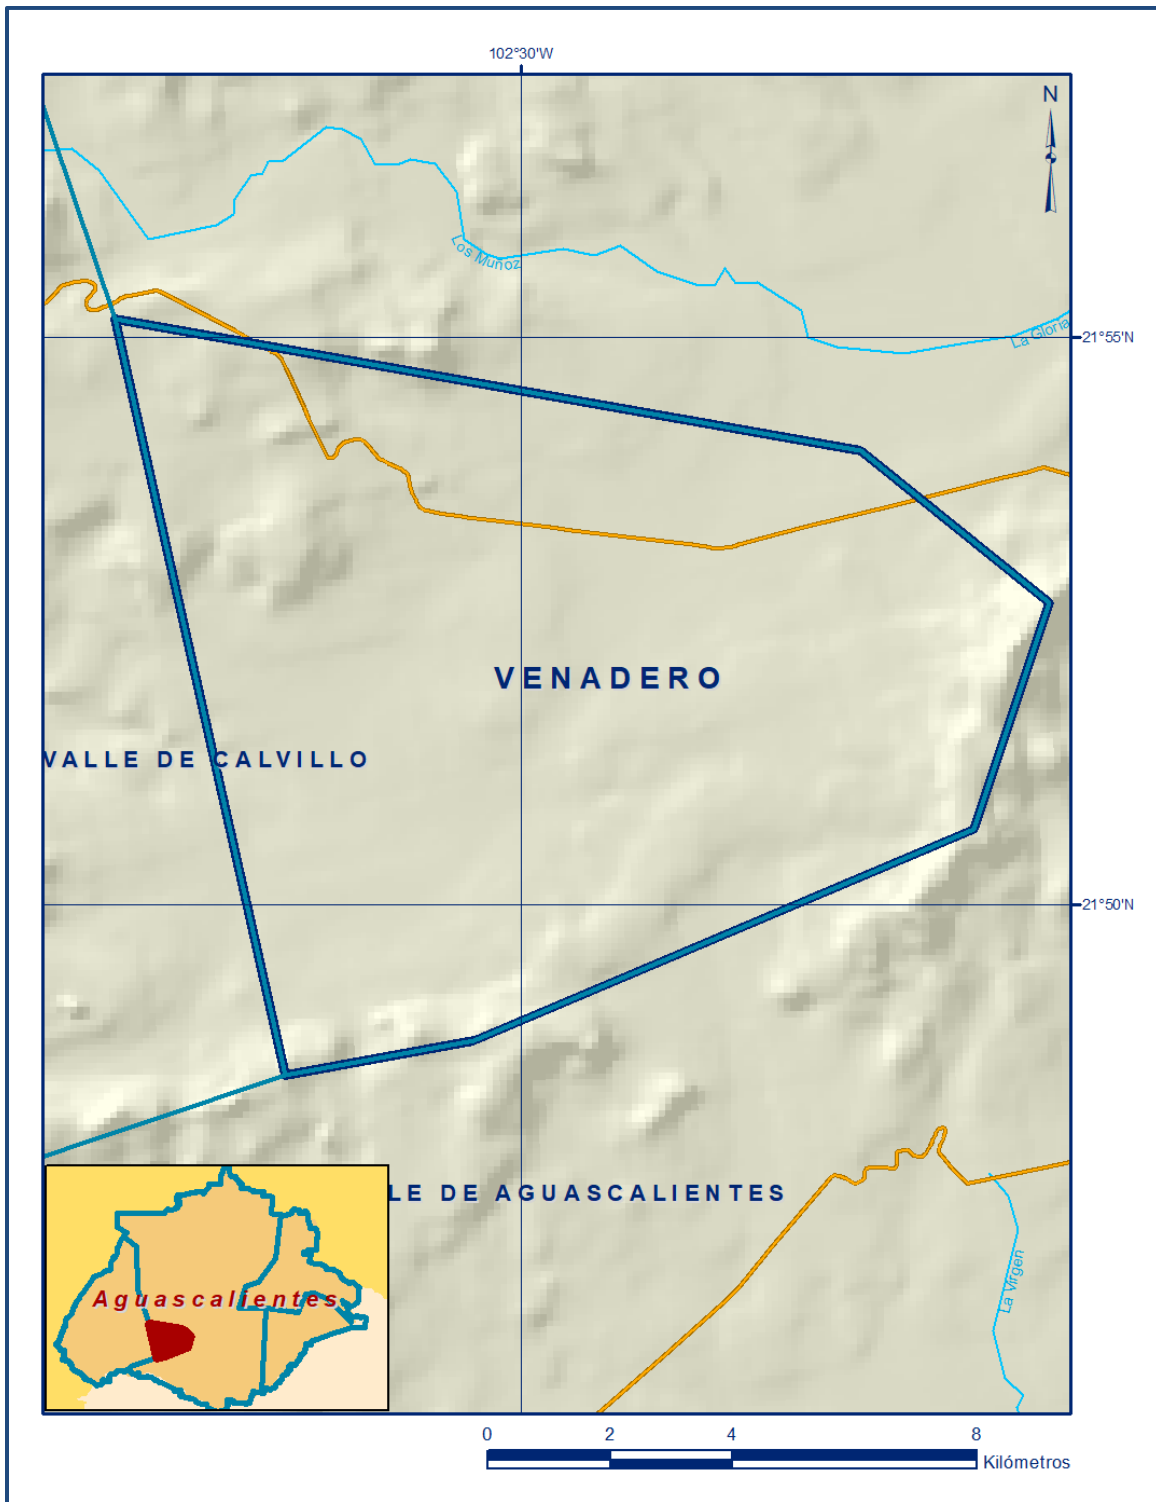 102°30'W
N
Los Muñoz
La Gloria
21°55'N
VENADERO
VALLE DE CALVILLO
21°50'N
LE DE AGUASCALIENTES
La Virgen
Aguascalientes
0 2 4 8
Kilómetros